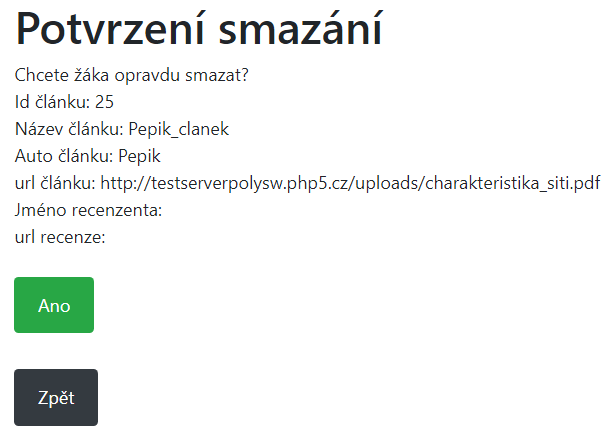 Potvrzení smazání
Chcete žáka opravdu smazat?
Id článku: 25
Název článku: Pepik_clanek
Auto článku: Pepik
url článku: http://testserverpolysw.php5.cz/uploads/charakteristika_siti.pdf
Jméno recenzenta:
url recenze:
Ano
Zpět